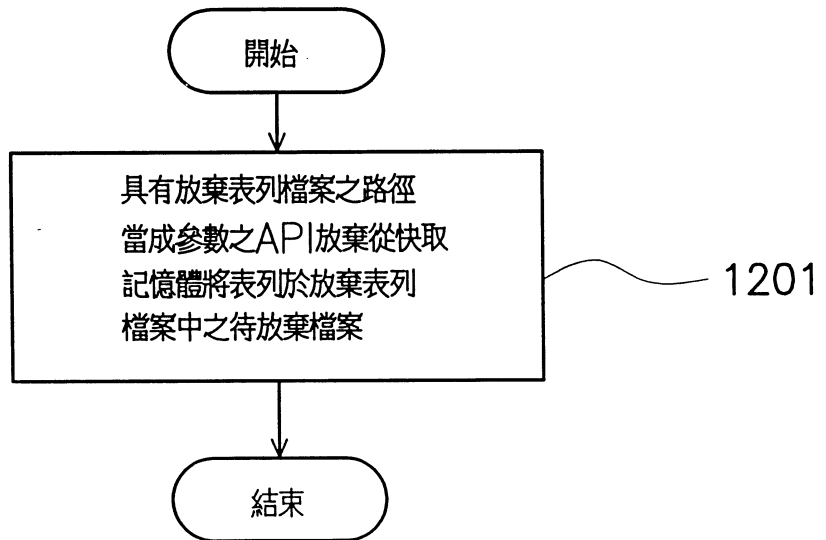 開始
具有放棄表列檔案之路徑
當成參數之API放棄從快取
記憶體將表列於放棄表列
檔案中之待放棄檔案
1201
結束